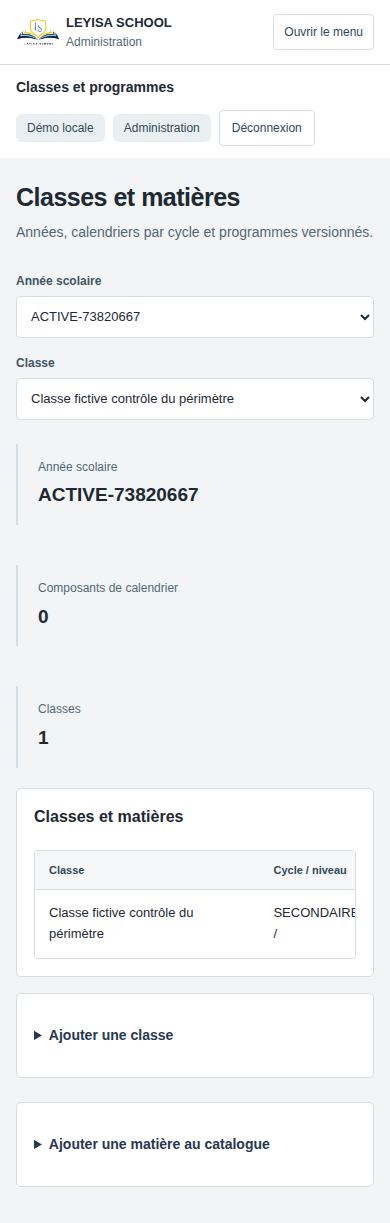 LEYISA SCHOOL
Administration
Ouvrir le menu
Classes et programmes
Démo locale
Administration
Déconnexion
Classes et matières
Années, calendriers par cycle et programmes versionnés.
Année scolaire
ACTIVE-73820667
Classe
Classe fictive contrôle du périmètre
Année scolaire
ACTIVE-73820667
Composants de calendrier
0
Classes
1
Classes et matières
Classe Cycle / niveau
Classe fictive contrôle du SECONDAIRE
périmètre /
Ajouter une classe
Ajouter une matière au catalogue